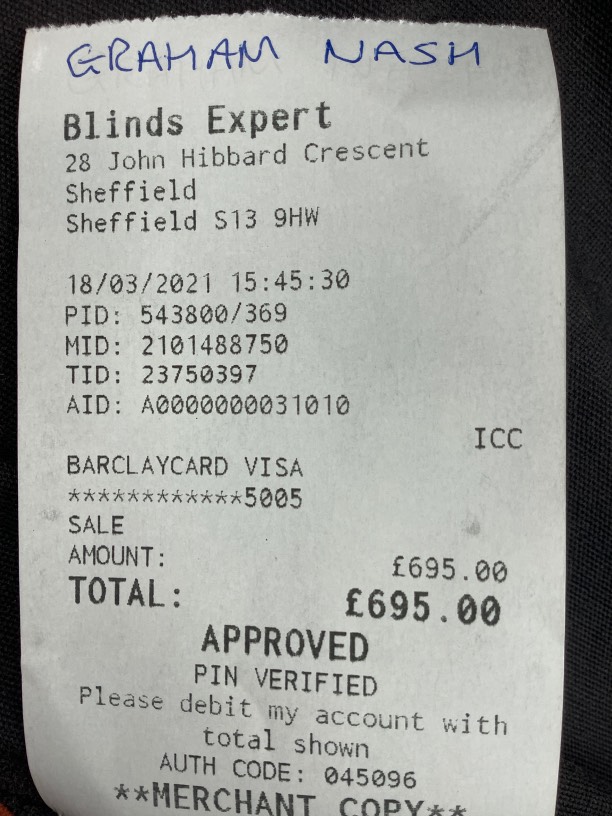 GRAHAM NASH
Blinds Expert
28 John Hibbard Crescent
Sheffield
Sheffield S13 9HW
18/03/2021 15:45:30
PID: 543800/369
MID: 2101488750
TID: 23750397
AID: A0000000031010
ICC
BARCLAYCARD VISA
************5005
SALE
AMOUNT: £695.00
TOTAL: £695.00
APPROVED
PIN VERIFIED
Please debit my account with
total shown
AUTH CODE: 045096
**MERCHANT COPY**